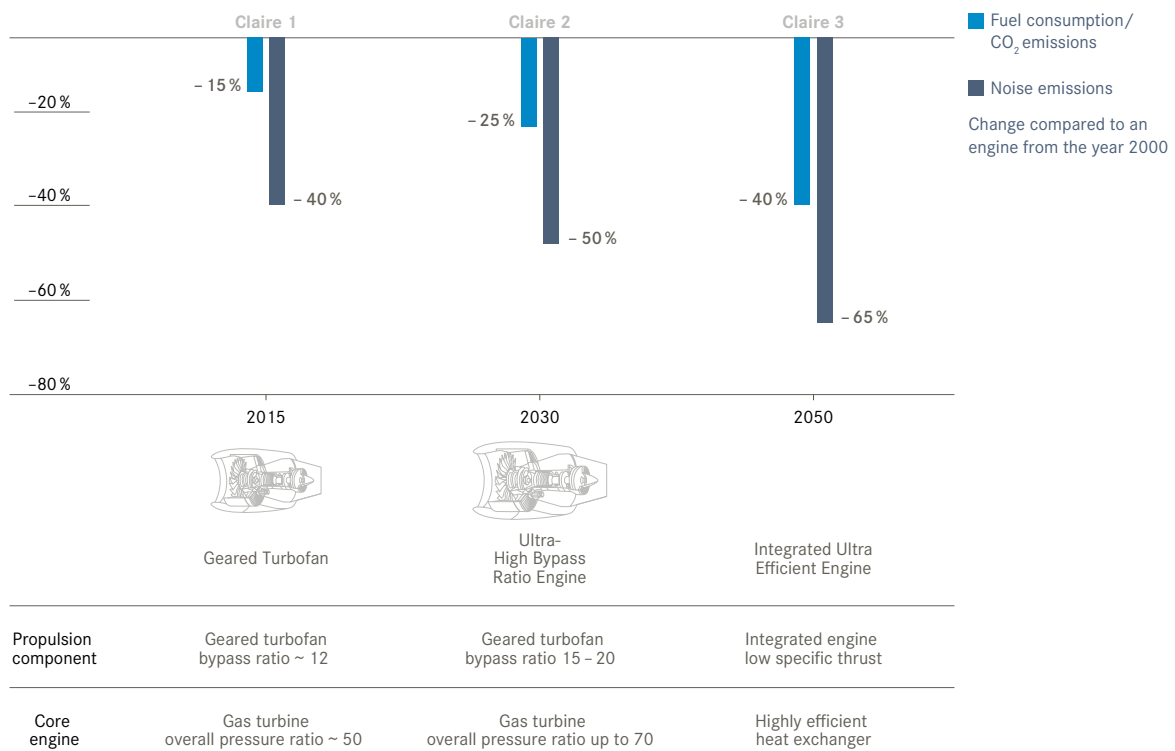 Claire 1
Claire 2
Claire 3
Fuel consumption/
CO2 emissions
Noise emissions
Change compared to an
engine from the year 2000
– 15 %
– 25 %
– 40 %
– 40 %
– 50 %
– 65 %
–20 %
–40 %
–60 %
–80 %
2015
2030
2050
Geared Turbofan
Ultra-
High Bypass
Ratio Engine
Integrated Ultra
Efficient Engine
Propulsion
component
Geared turbofan
bypass ratio ~ 12
Geared turbofan
bypass ratio 15 – 20
Integrated engine
low specific thrust
Core
engine
Gas turbine
overall pressure ratio ~ 50
Gas turbine
overall pressure ratio up to 70
Highly efficient
heat exchanger